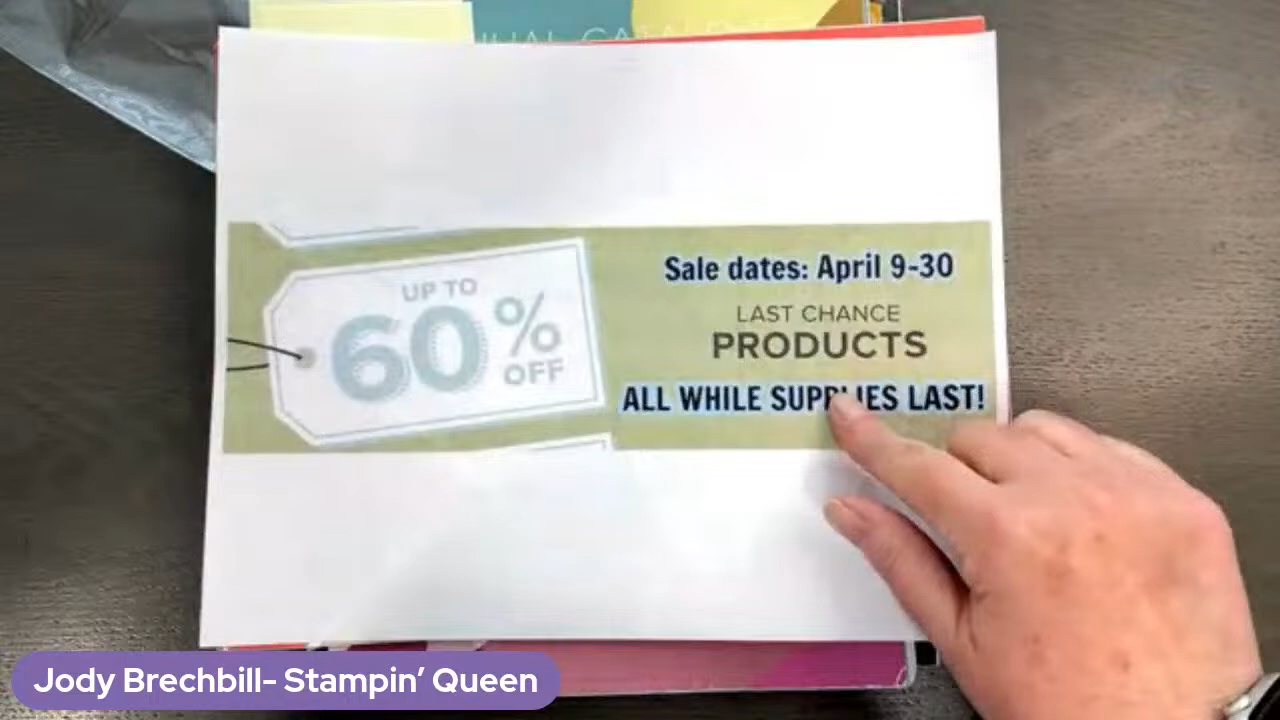 UP TO
60%
OFF
Sale dates: April 9-30
LAST CHANCE
PRODUCTS
ALL WHILE SUPPLIES LAST!
Jody Brechbill- Stampin’ Queen